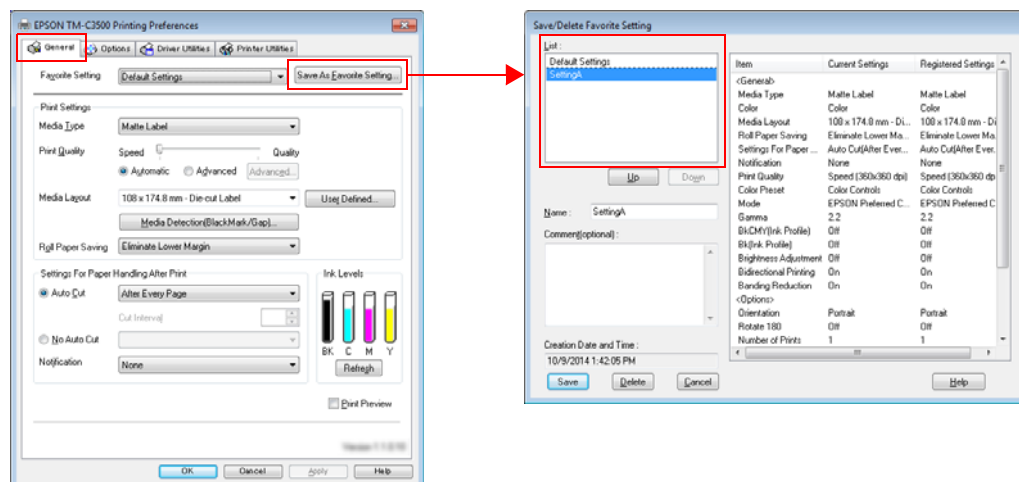 EPSON TM-C3500 Printing Preferences
General Options Driver Utilities Printer Utilities
Favorite Setting Default Settings Save As Favorite Setting...
Print Settings
Media Type Matte Label
Print Quality Speed Quality
Automatic Advanced Advanced...
Media Layout 108 x 174.8 mm - Die-cut Label User Defined...
Media Detection(BlackMark/Gap)...
Roll Paper Saving Eliminate Lower Margin
Settings For Paper Handling After Print
Auto Cut After Every Page
Cut Interval
No Auto Cut
Notification None
Ink Levels
BK C M Y
Refresh
Print Preview
OK Cancel Apply Help
Save/Delete Favorite Setting
List :
Default Settings
SettingA
Up Down
Name : SettingA
Comment(optional) :
Creation Date and Time :
10/9/2014 1:42:05 PM
Save Delete Cancel
Item Current Settings Registered Settings
<General>
Media Type Matte Label Matte Label
Color Color Color
Media Layout 108 x 174.8 mm - Di... 108 x 174.8 mm - Di
Roll Paper Saving Eliminate Lower Ma... Eliminate Lower Ma
Settings For Paper ... Auto Cut(After Ever... Auto Cut(After Ever.
Notification None None
Print Quality Speed (360x360 dpi) Speed (360x360 dp
Color Preset Color Controls Color Controls
Mode EPSON Preferred C... EPSON Preferred C
Gamma 2.2 2.2
BkCMY(Ink Profile) Off Off
Bk(Ink Profile) Off Off
Brightness Adjustment Off Off
Bidirectional Printing On On
Banding Reduction On On
<Options>
Orientation Portrait Portrait
Rotate 180 Off Off
Number of Prints 1 1
Help